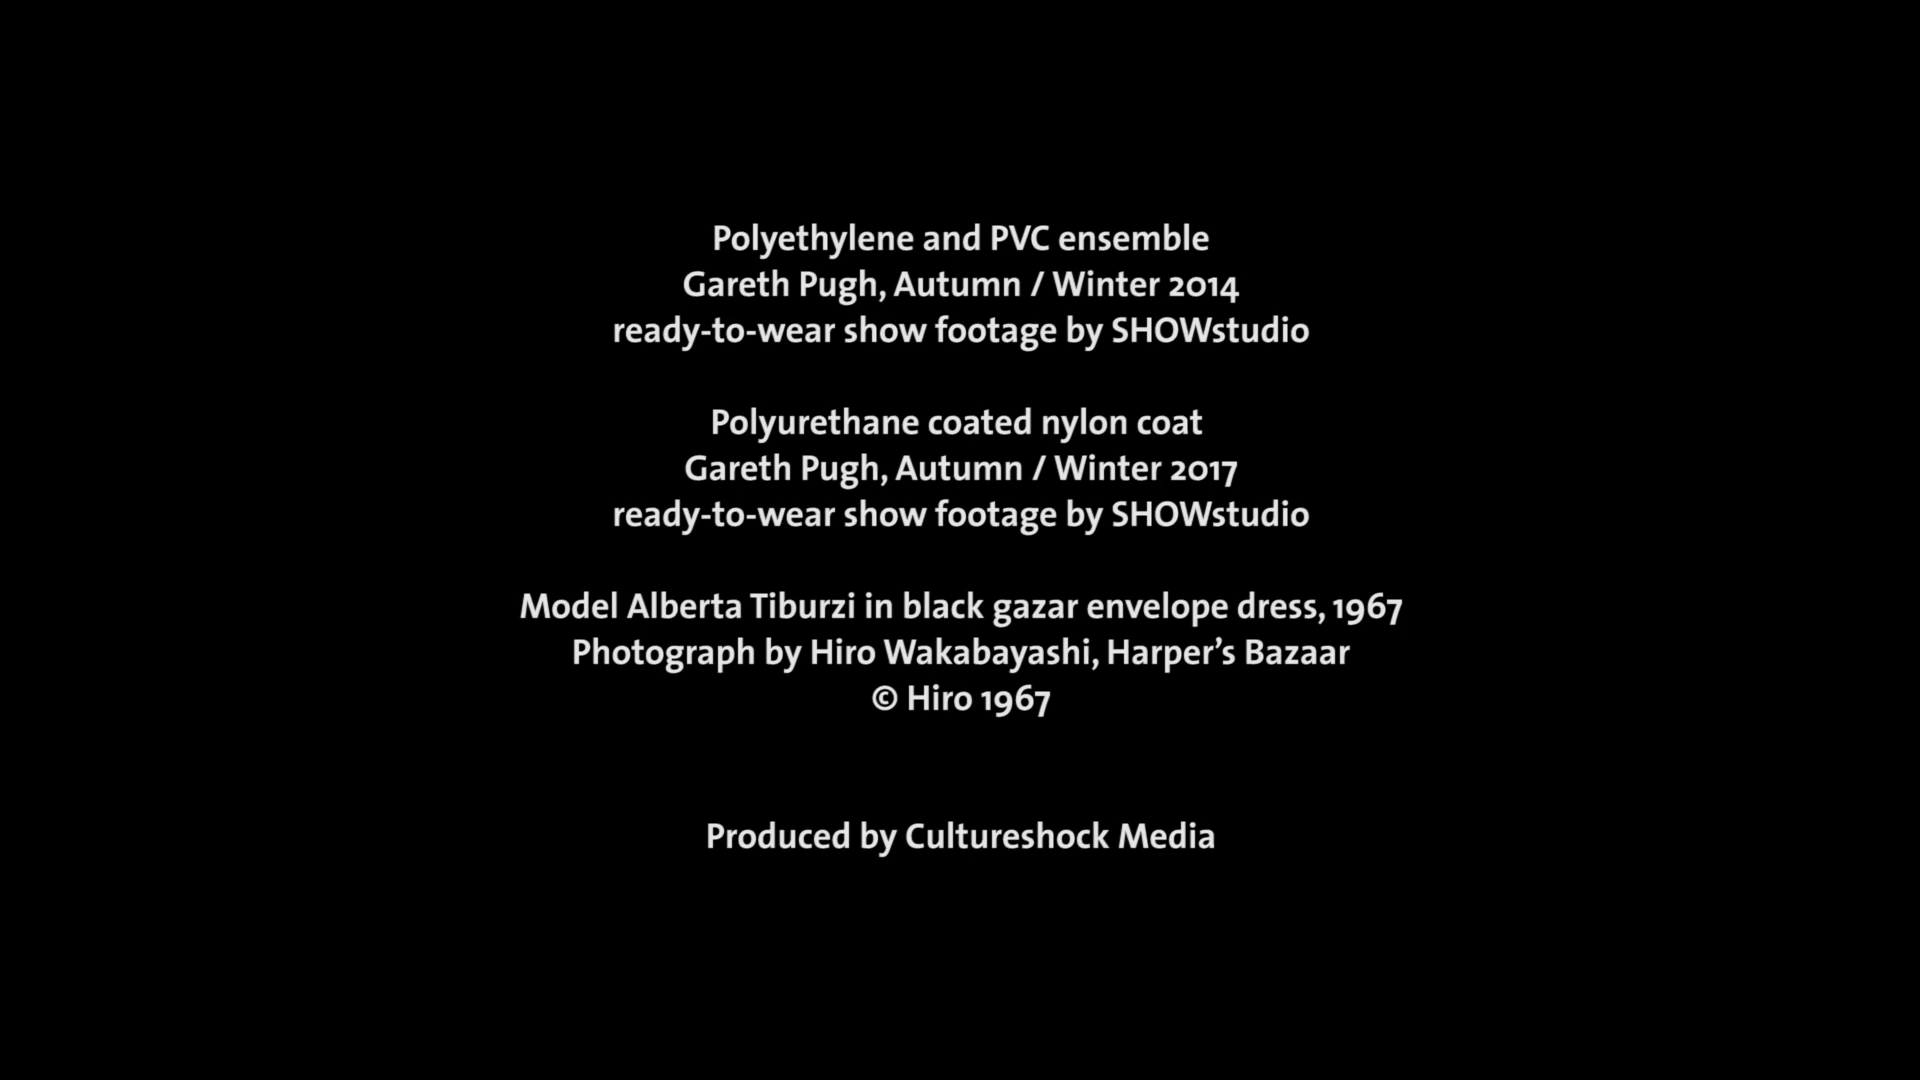 Polyethylene and PVC ensemble
Gareth Pugh, Autumn / Winter 2014
ready-to-wear show footage by SHOWstudio
Polyurethane coated nylon coat
Gareth Pugh, Autumn / Winter 2017
ready-to-wear show footage by SHOWstudio
Model Alberta Tiburzi in black gazar envelope dress, 1967
Photograph by Hiro Wakabayashi, Harper’s Bazaar
© Hiro 1967
Produced by Cultureshock Media